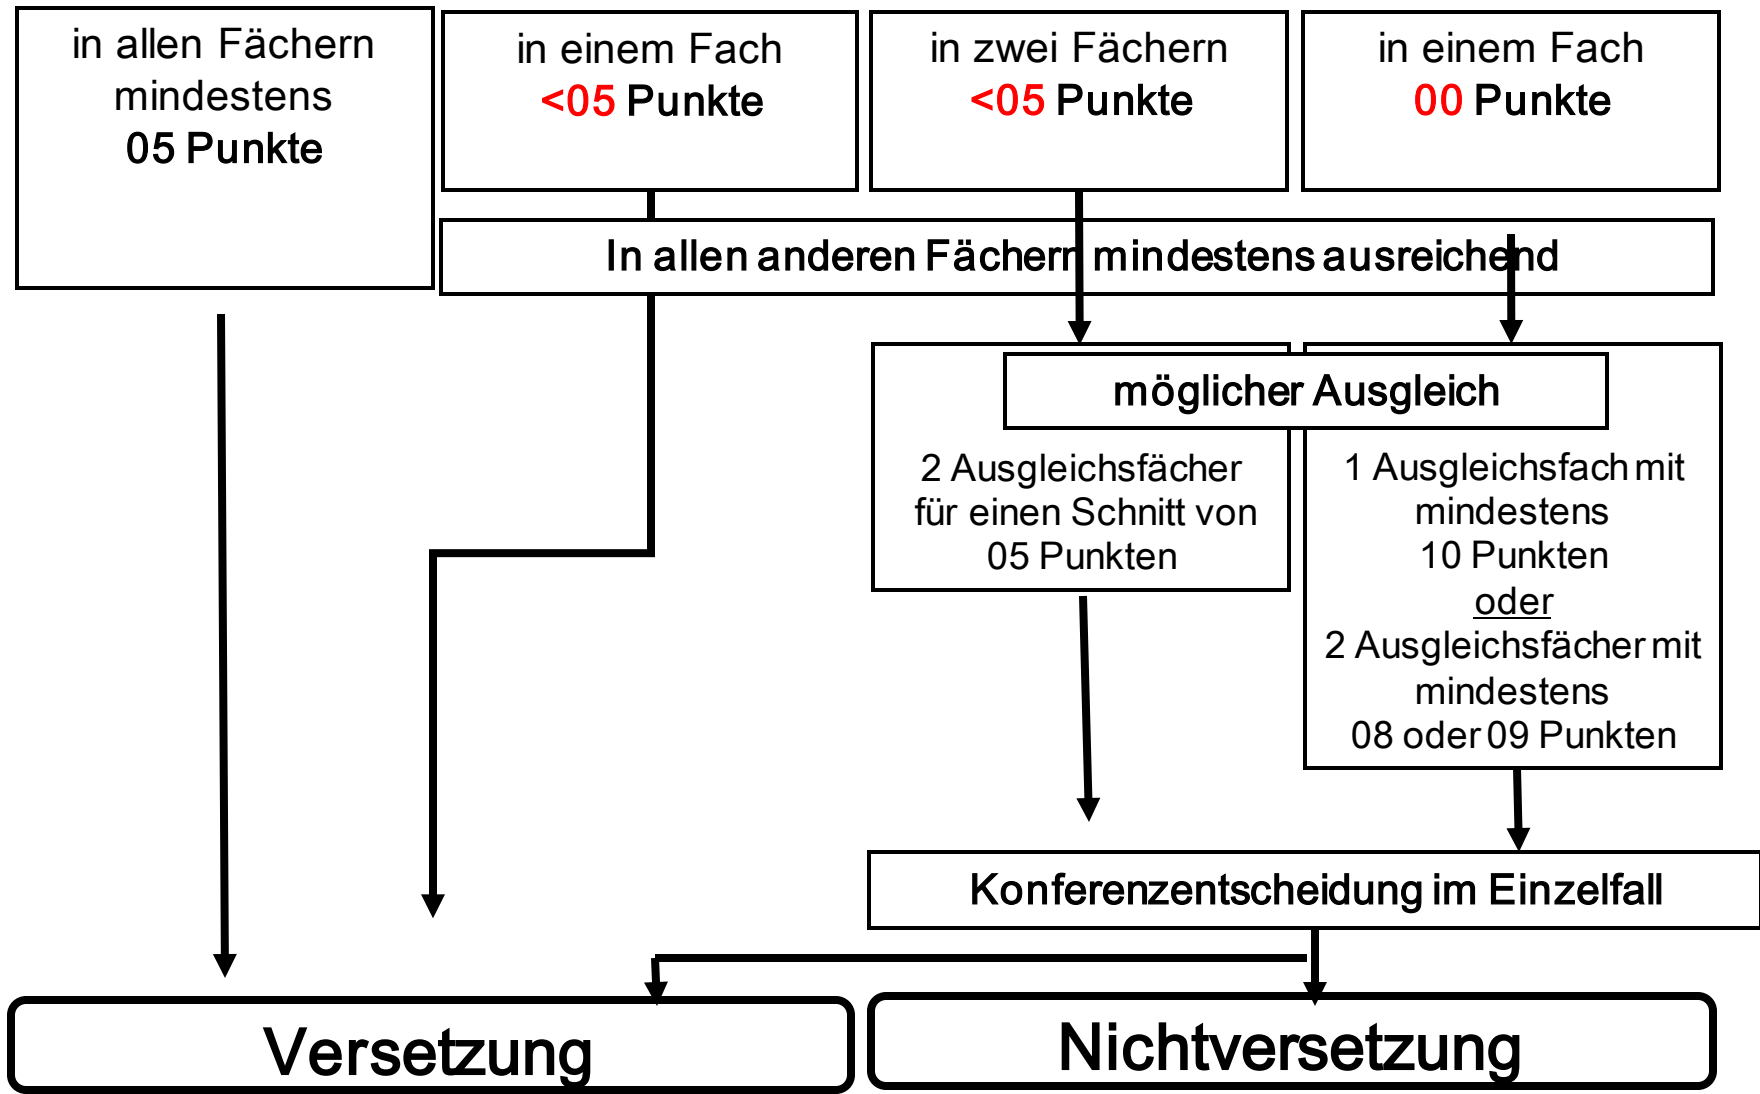 in allen Fächern
mindestens
05 Punkte
in einem Fach
<05 Punkte
in zwei Fächern
<05 Punkte
in einem Fach
00 Punkte
In allen anderen Fächern mindestens ausreichend
möglicher Ausgleich
2 Ausgleichsfächer
für einen Schnitt von
05 Punkten
1 Ausgleichsfach mit
mindestens
10 Punkten
oder
2 Ausgleichsfächer mit
mindestens
08 oder 09 Punkten
Konferenzentscheidung im Einzelfall
Versetzung
Nichtversetzung